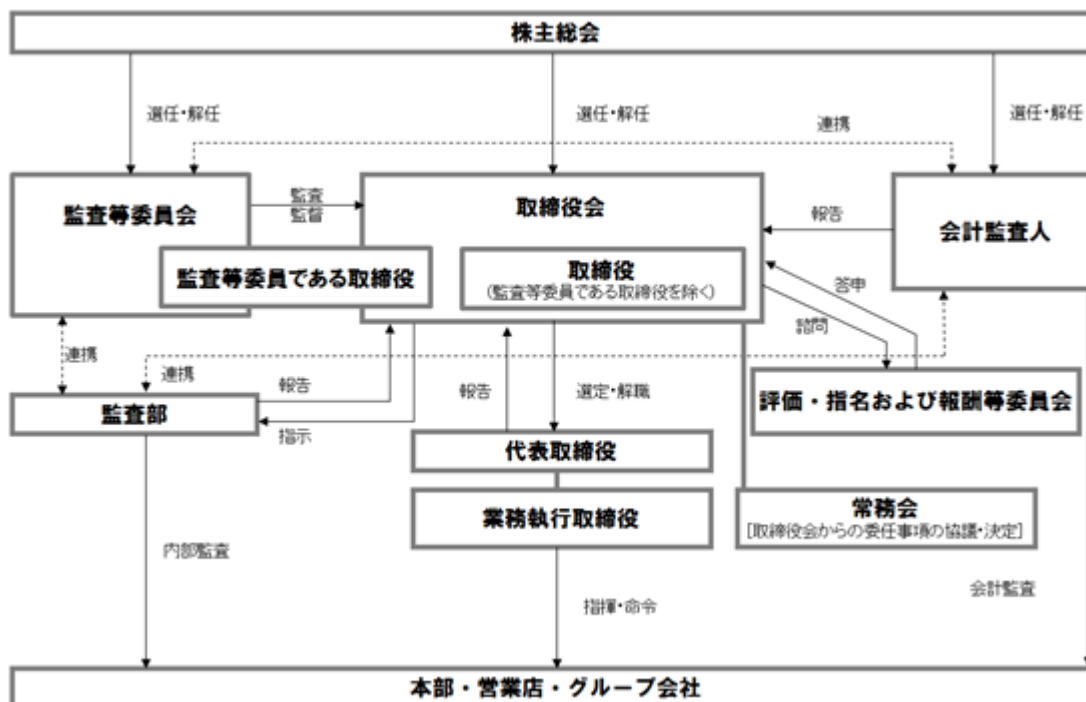 株主総会
選任・解任
選任・解任
選任・解任
連携
監査等委員会
監査
監督
取締役会
報告
会計監査人
監査等委員である取締役
取締役
(監査等委員である取締役を除く)
答申
諮問
連携
連携
報告
指示
報告
選定・解職
監査部
評価・指名および報酬等委員会
代表取締役
業務執行取締役
常務会
[取締役会からの委任事項の協議・決定]
内部監査
指揮・命令
会計監査
本部・営業店・グループ会社